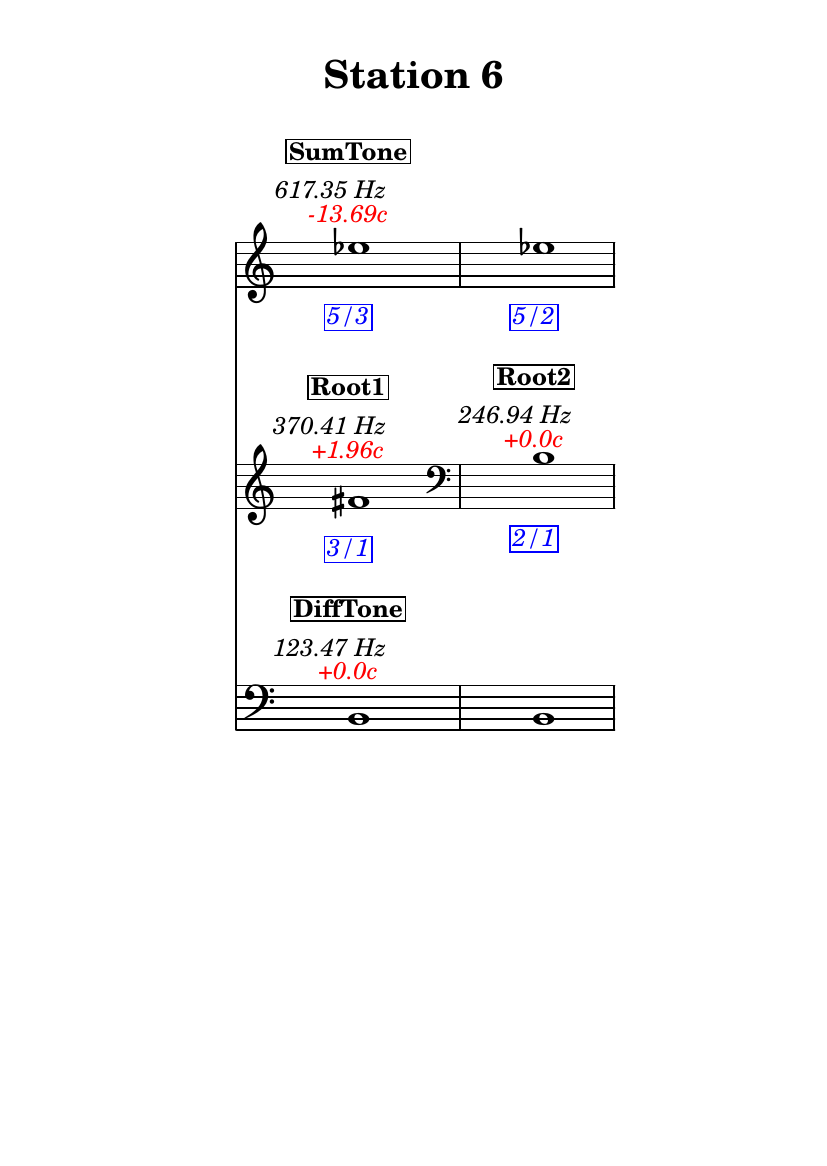 Station 6
SumTone
617.35 Hz
-13.69c
5/3
5/2
Root1
370.41 Hz
+1.96c
Root2
246.94 Hz
+0.0c
3/1
2/1
DiffTone
123.47 Hz
+0.0c